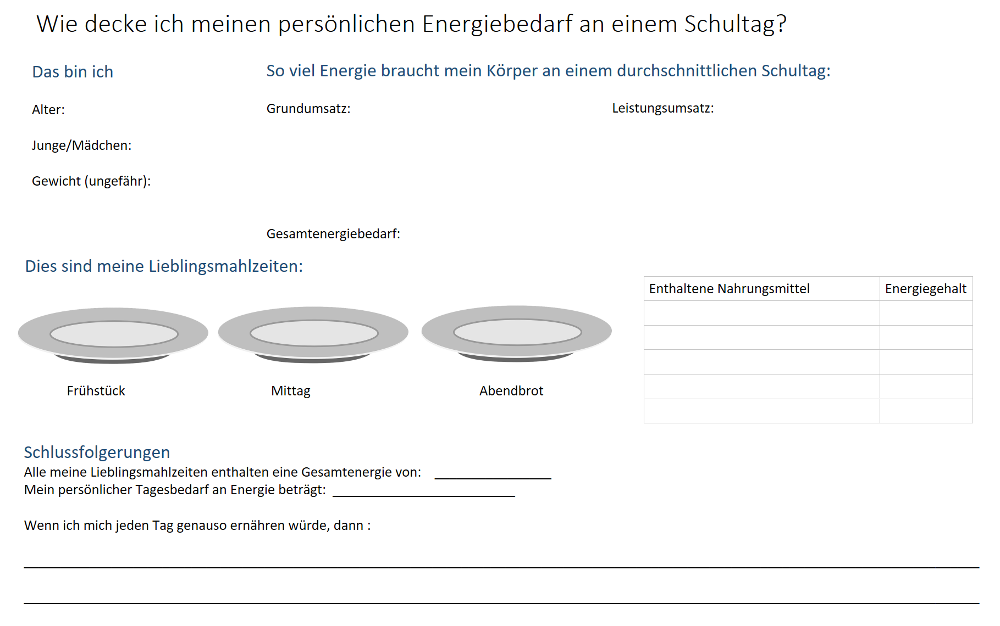 Wie decke ich meinen persönlichen Energiebedarf an einem Schultag?
Das bin ich
So viel Energie braucht mein Körper an einem durchschnittlichen Schultag:
Alter:
Grundumsatz:
Leistungsumsatz:
Junge/Mädchen:
Gewicht (ungefähr):
Gesamtenergiebedarf:
Dies sind meine Lieblingsmahlzeiten:
Enthaltene Nahrungsmittel
Energiegehalt
Frühstück
Mittag
Abendbrot
Schlussfolgerungen
Alle meine Lieblingsmahlzeiten enthalten eine Gesamtenergie von:
Mein persönlicher Tagesbedarf an Energie beträgt:
Wenn ich mich jeden Tag genauso ernähren würde, dann :